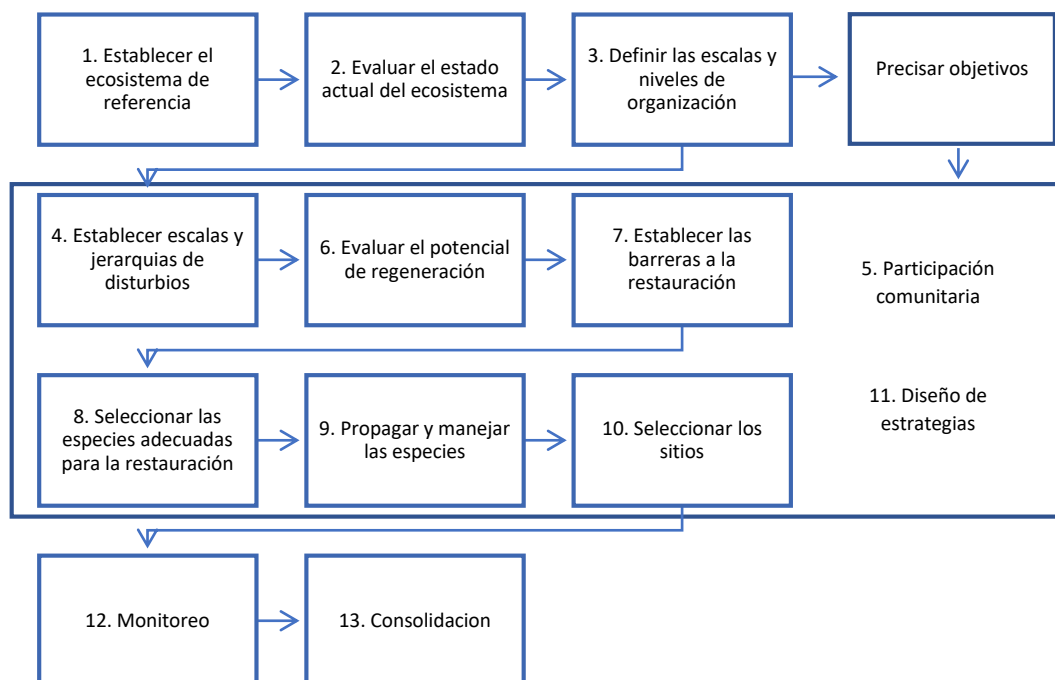 1. Establecer el
ecosistema de
referencia
2. Evaluar el estado
actual del ecosistema
3. Definir las escalas y
niveles de
organización
Precisar objetivos
4. Establecer escalas y
jerarquias de
disturbios
6. Evaluar el potencial
de regeneración
7. Establecer las
barreras a la
restauración
5. Participación
comunitaria
8. Seleccionar las
especies adecuadas
para la restauración
9. Propagar y manejar
las especies
10. Seleccionar los
sitios
11. Diseño de
estrategias
12. Monitoreo
13. Consolidacion